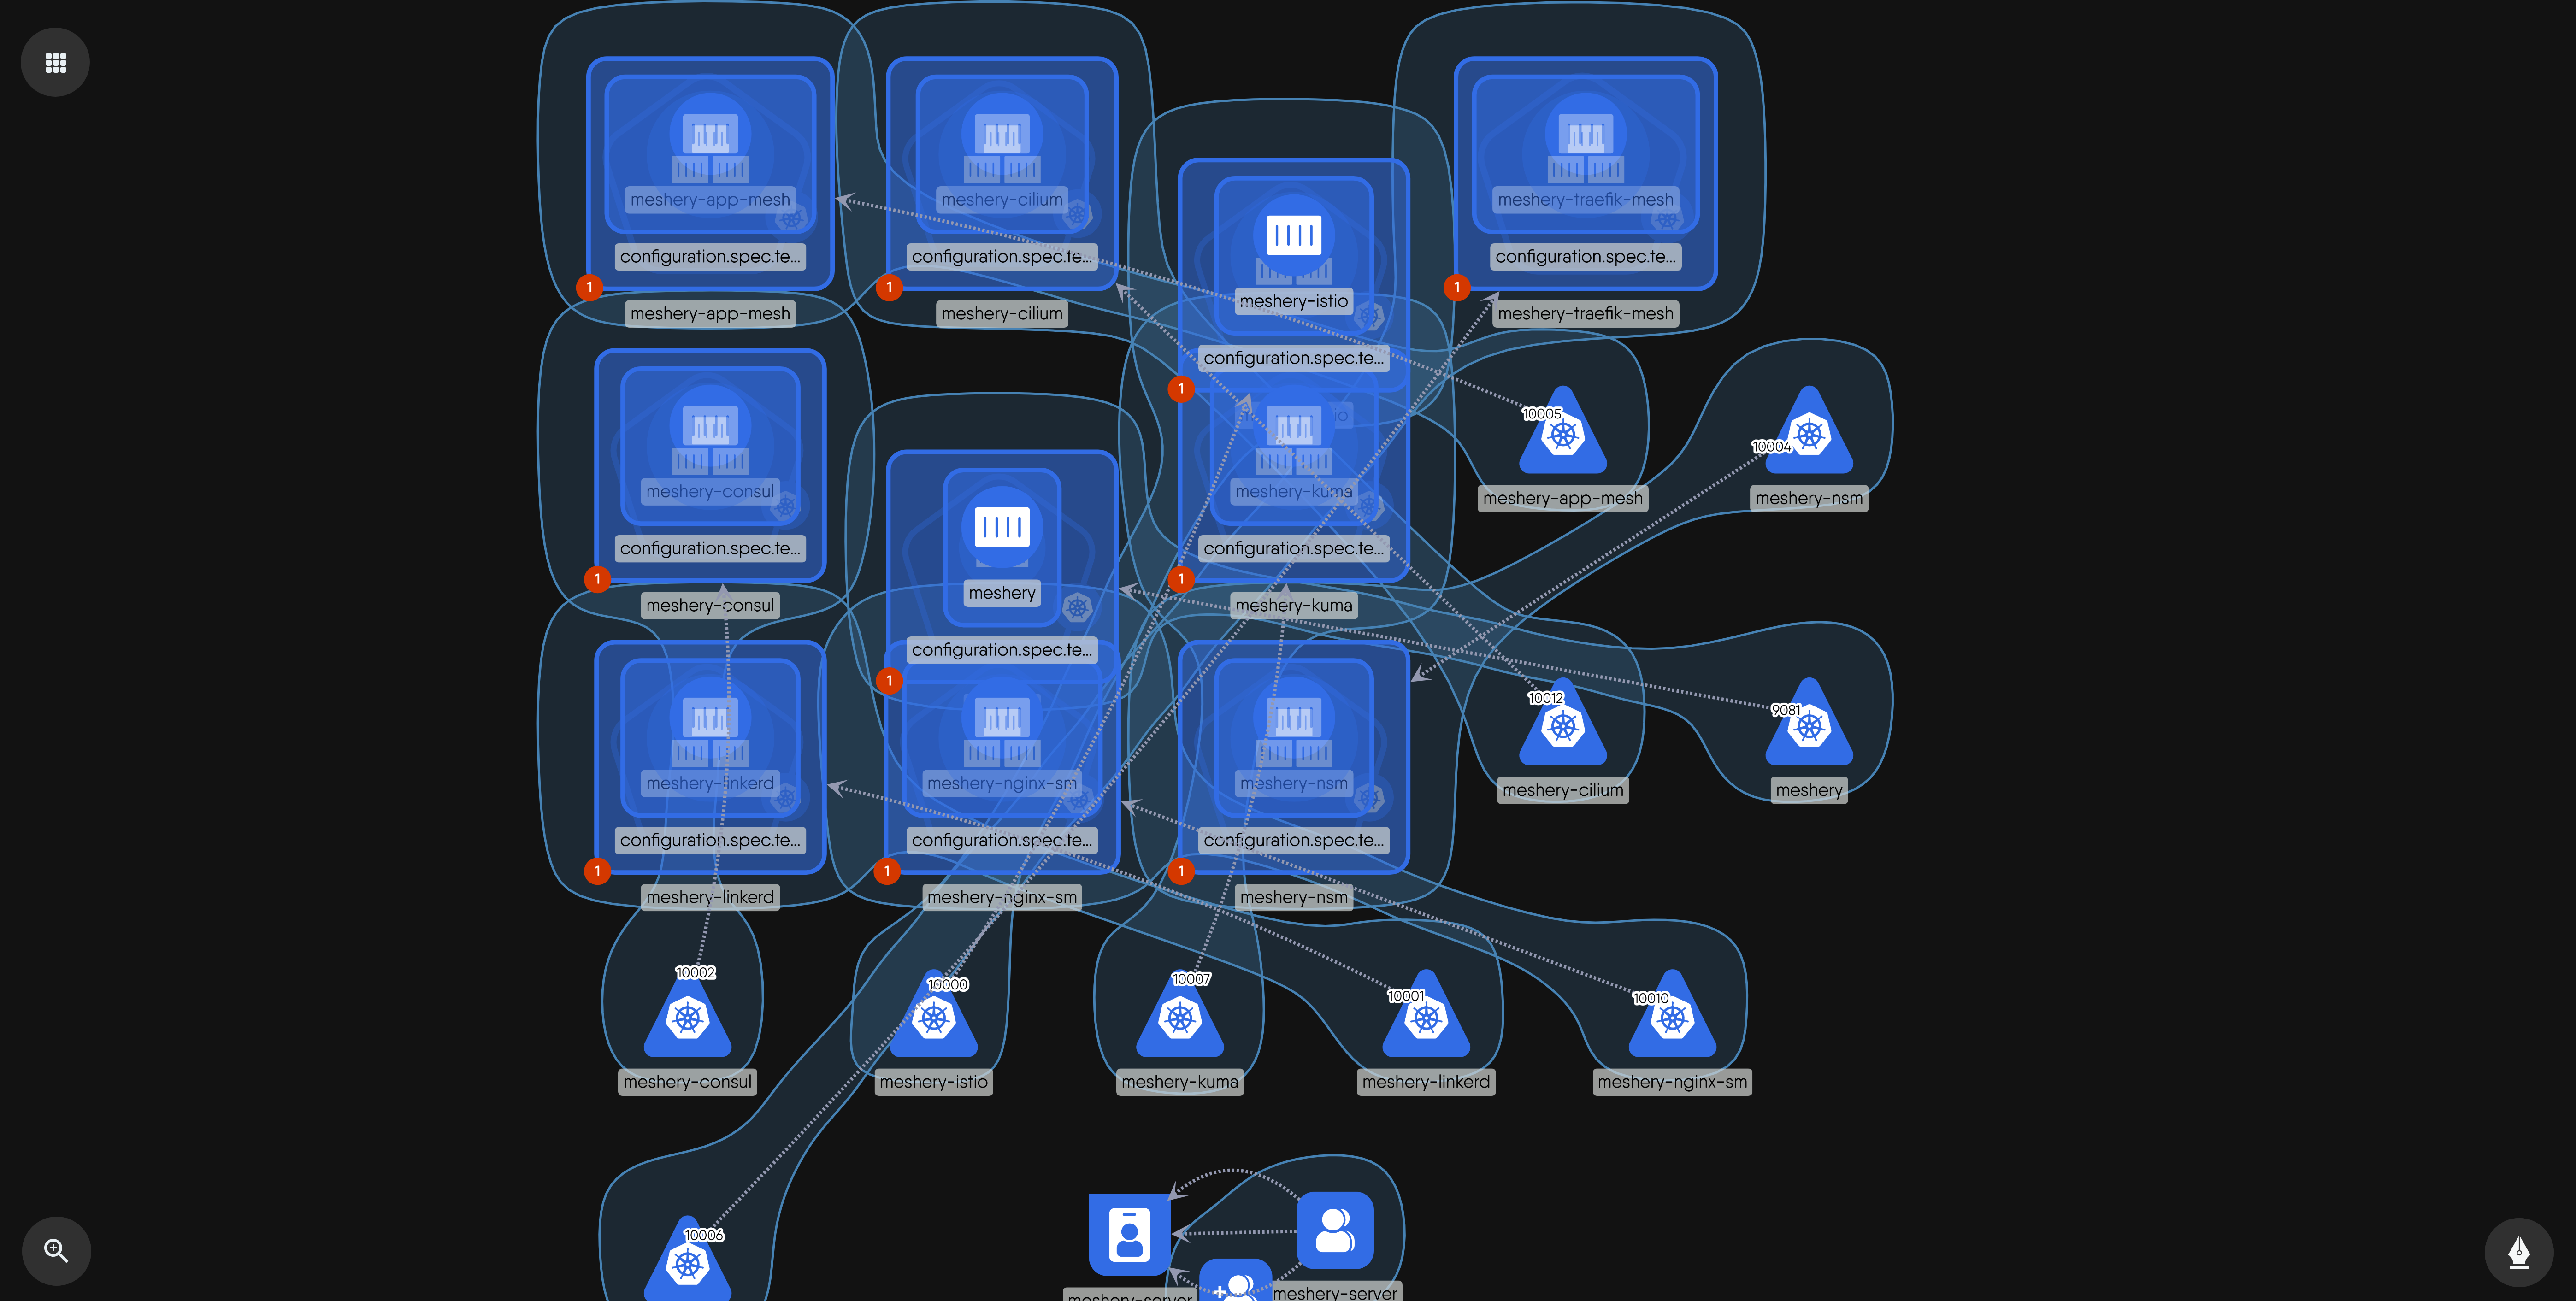 meshery-app-mesh
configuration.spec.te...
1
meshery-app-mesh
meshery-cilium
configuration.spec.te...
1
meshery-cilium
meshery-istio
configuration.spec.te...
1
meshery-traefik-mesh
configuration.spec.te...
1
meshery-traefik-mesh
meshery-consul
configuration.spec.te...
1
meshery-consul
meshery
configuration.spec.te...
1
meshery-kuma
configuration.spec.te...
1
meshery-kuma
10005
meshery-app-mesh
10004
meshery-nsm
meshery-linkerd
configuration.spec.te...
1
meshery-linkerd
meshery-nginx-sm
configuration.spec.te...
1
meshery-nginx-sm
meshery-nsm
configuration.spec.te...
1
meshery-nsm
10012
meshery-cilium
9081
meshery
10002
meshery-consul
10000
meshery-istio
10007
meshery-kuma
10001
meshery-linkerd
10010
meshery-nginx-sm
10006
meshery-server
meshery-server